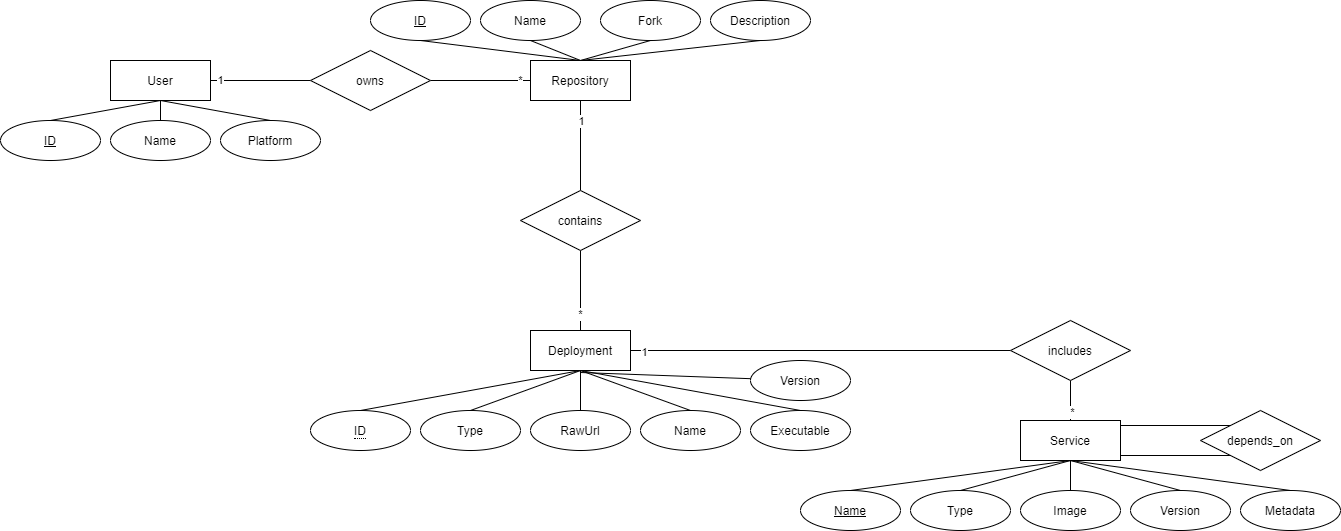 ID
Name
Fork
Description
User
1
owns
*
Repository
ID
Name
Platform
1
contains
*
Deployment
1
includes
Version
ID
Type
RawUrl
Name
Executable
*
Service
depends_on
Name
Type
Image
Version
Metadata